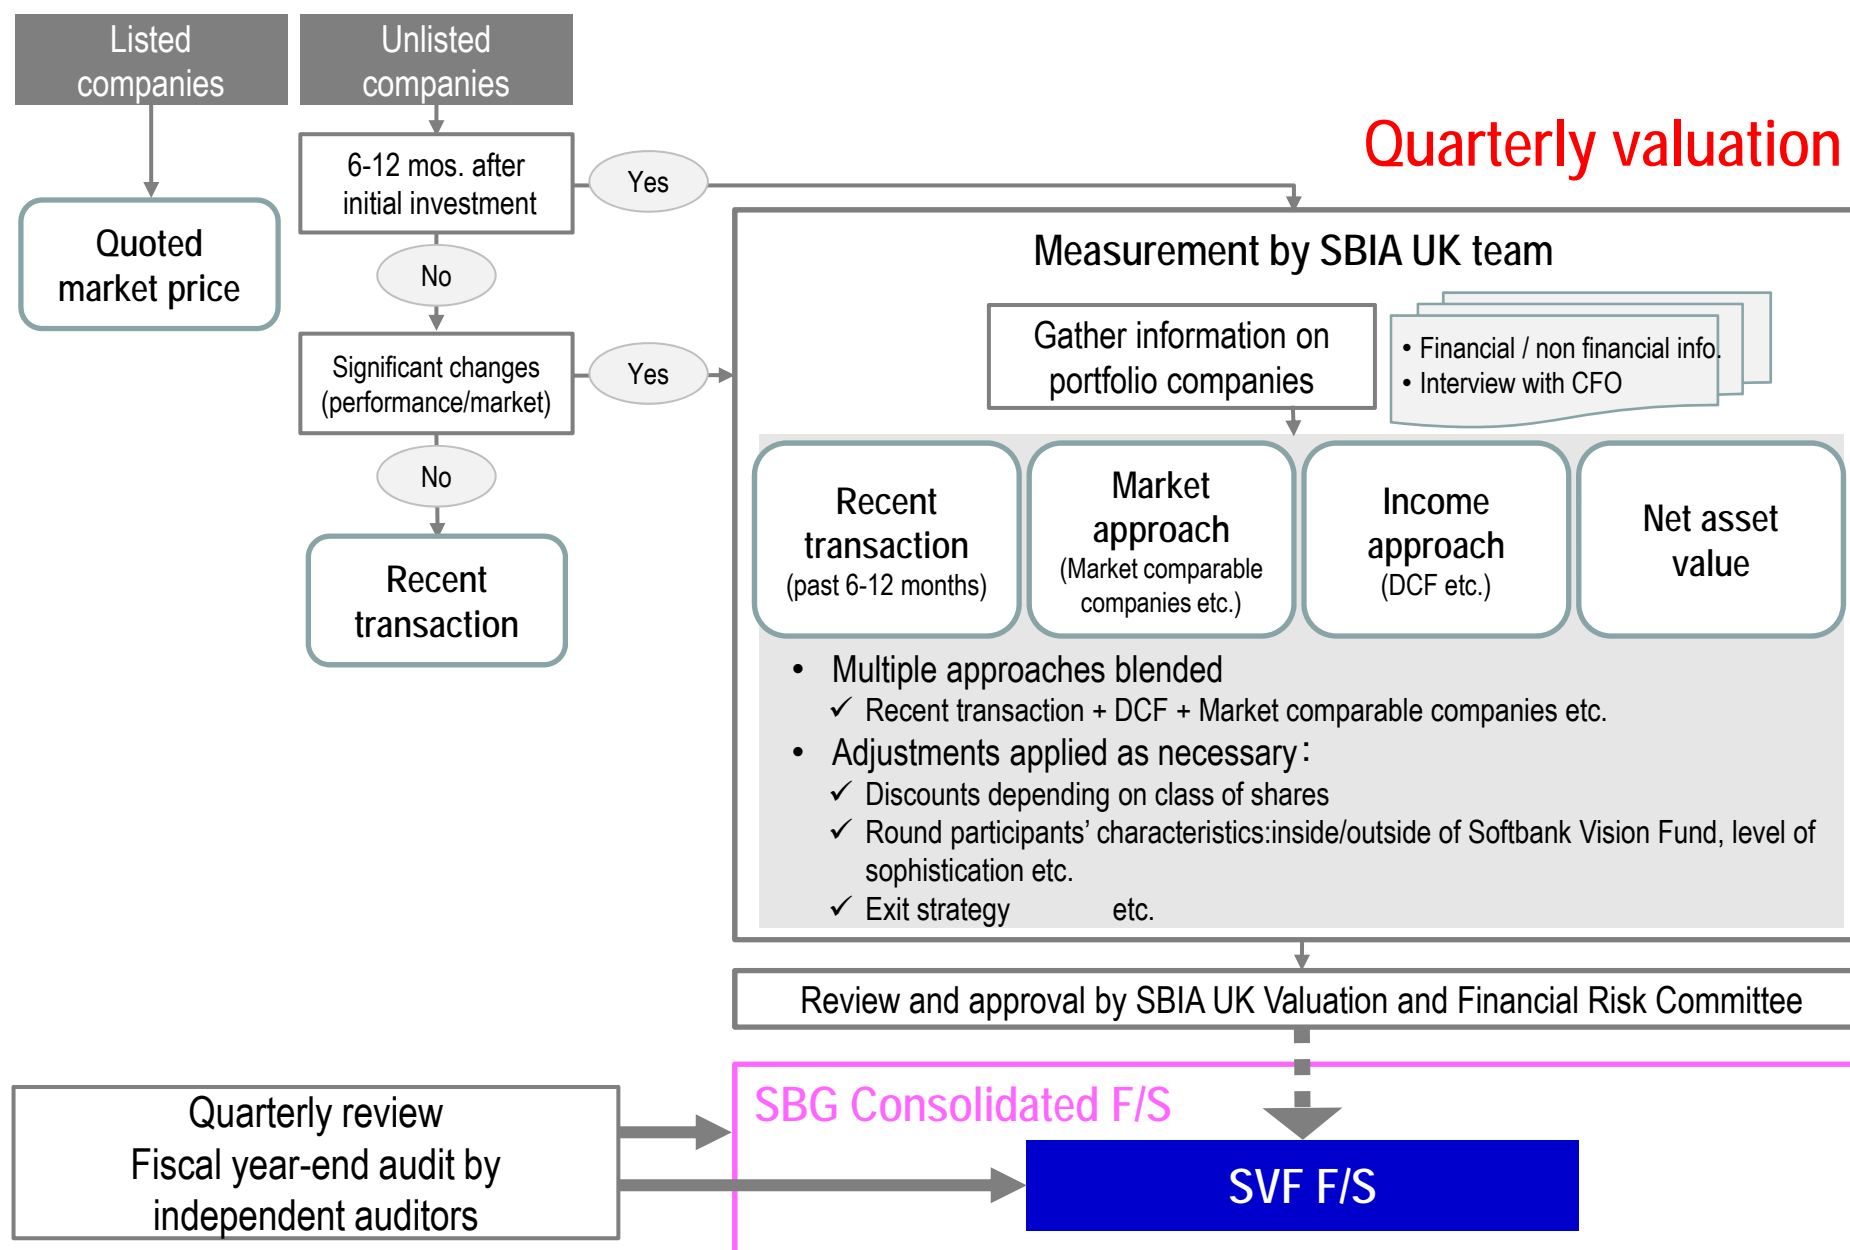 Listed
companies
Unlisted
companies
Quarterly valuation
6-12 mos. after
initial investment
Yes
Quoted
market price
No
Significant changes
(performance/market)
Yes
No
Recent
transaction
Measurement by SBIA UK team
Gather information on
portfolio companies
• Financial / non financial info.
• Interview with CFO
Recent
transaction
(past 6-12 months)
Market
approach
(Market comparable
companies etc.)
Income
approach
(DCF etc.)
Net asset
value
• Multiple approaches blended
✓ Recent transaction + DCF + Market comparable companies etc.
• Adjustments applied as necessary：
✓ Discounts depending on class of shares
✓ Round participants’ characteristics:inside/outside of Softbank Vision Fund, level of
sophistication etc.
✓ Exit strategy etc.
Review and approval by SBIA UK Valuation and Financial Risk Committee
Quarterly review
Fiscal year-end audit by
independent auditors
SBG Consolidated F/S
SVF F/S